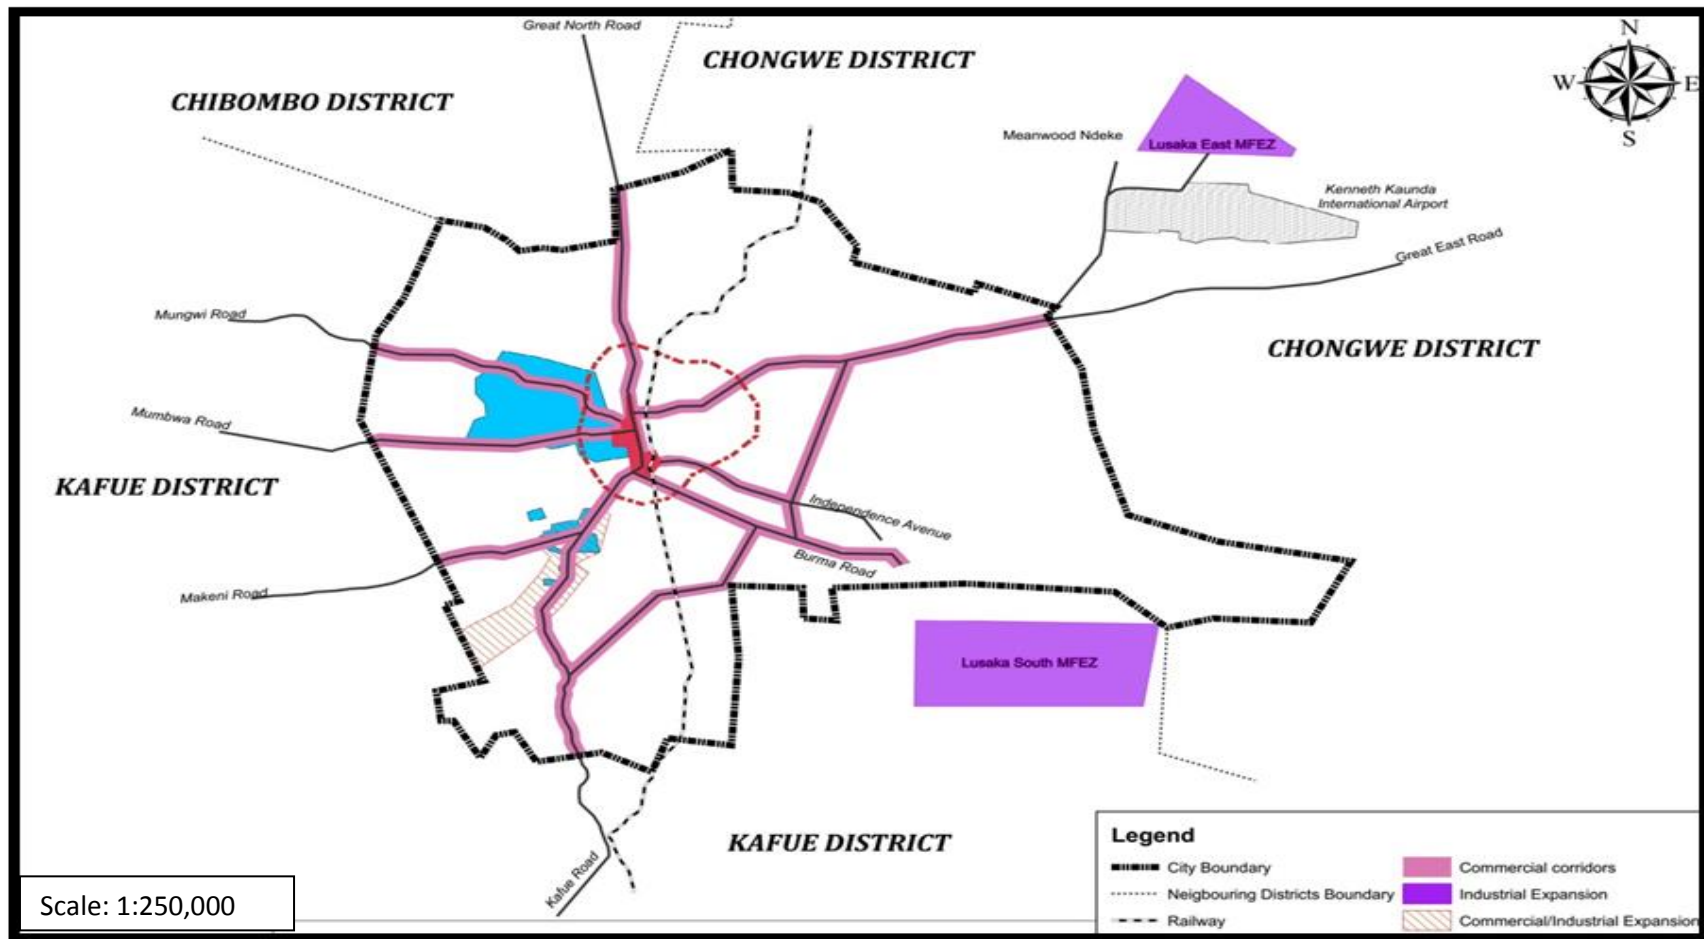 Great North Road
CHONGWE DISTRICT
N
W
E
S
CHIBOMBO DISTRICT
Meanwood Ndeke
Lusaka East MFEZ
Kenneth Kaunda
International Airport
Great East Road
Mungwi Road
CHONGWE DISTRICT
Mumbwa Road
KAFUE DISTRICT
Independence Avenue
Burma Road
Makeni Road
Lusaka South MFEZ
KAFUE DISTRICT
Kafue Road
Scale: 1:250,000
Legend
City Boundary
Neigbouring Districts Boundary
Railway
Commercial corridors
Industrial Expansion
Commercial/Industrial Expansion